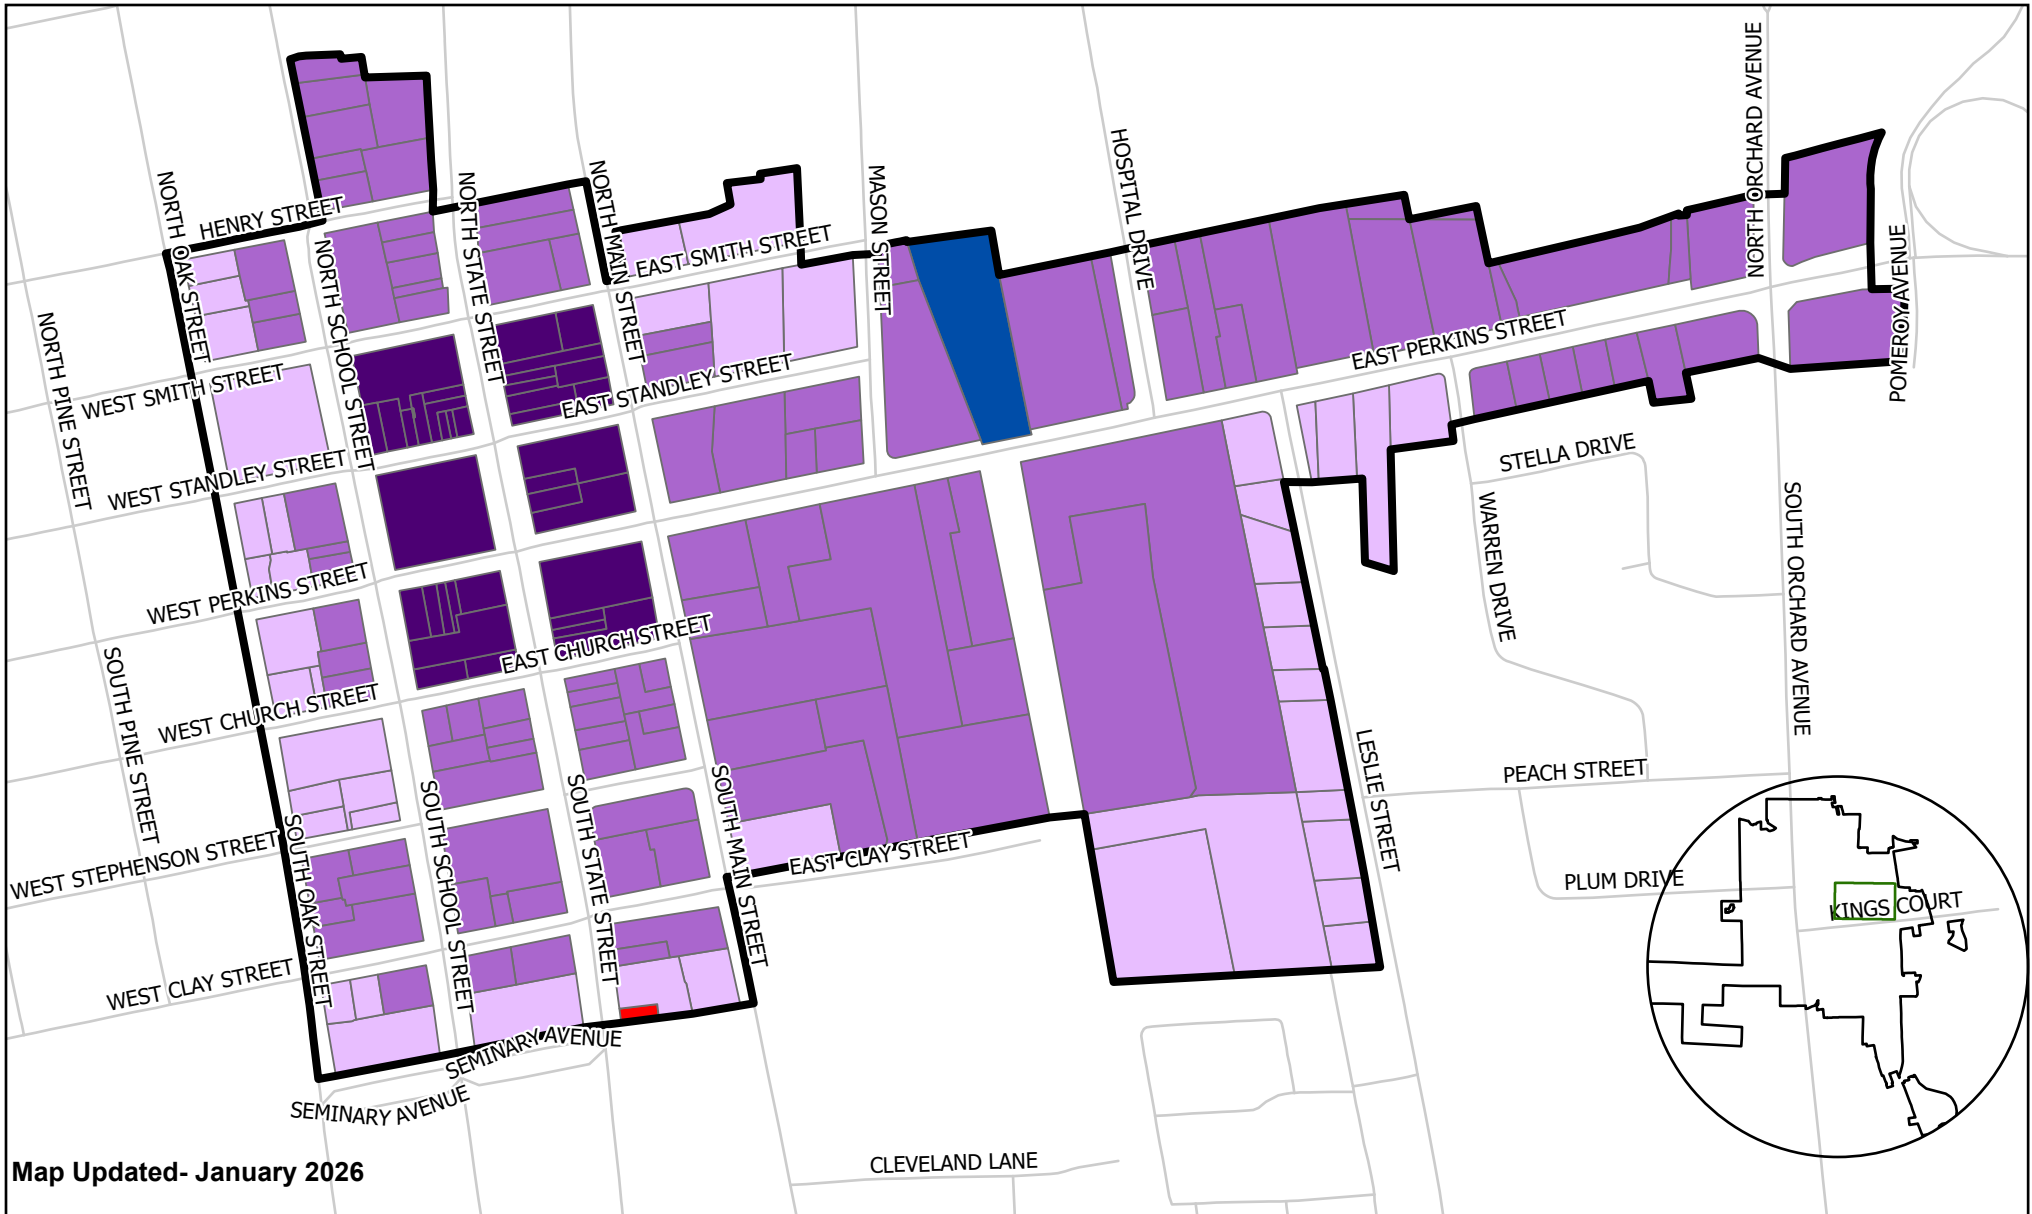 NORTH ORCHARD AVENUE
HOSPITAL DRIVE
NORTH OAK STREET
HENRY STREET
NORTH STATE STREET
NORTH MAIN STREET
MASON STREET
EAST SMITH STREET
NORTH SCHOOL STREET
POMEROY AVENUE
NORTH PINE STREET
EAST PERKINS STREET
WEST SMITH STREET
EAST STANDLEY STREET
STELLA DRIVE
WEST STANDLEY STREET
WARREN DRIVE
SOUTH ORCHARD AVENUE
WEST PERKINS STREET
EAST CHURCH STREET
SOUTH PINE STREET
WEST CHURCH STREET
LESLIE STREET
PEACH STREET
SOUTH MAIN STREET
SOUTH STATE STREET
SOUTH SCHOOL STREET
SOUTH OAK STREET
EAST CLAY STREET
WEST STEPHENSON STREET
PLUM DRIVE
KINGS COURT
WEST CLAY STREET
SEMINARY AVENUE
SEMINARY AVENUE
CLEVELAND LANE
Map Updated- January 2026